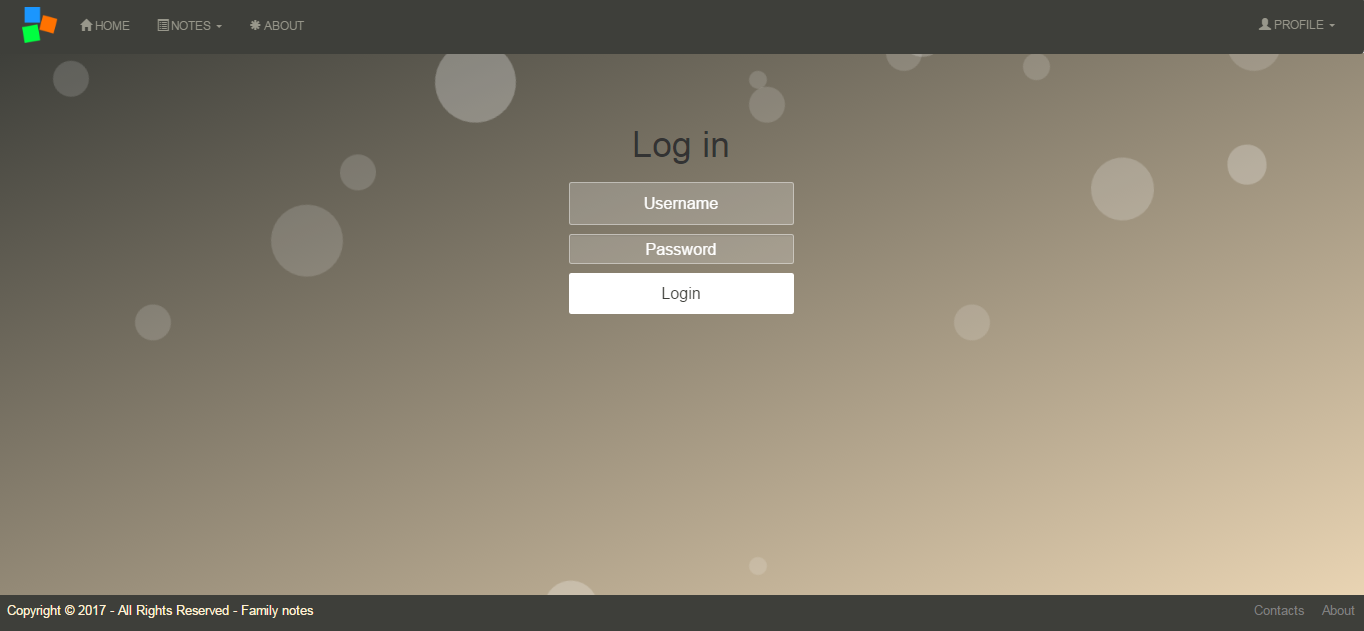 HOME NOTES ABOUT PROFILE
Log in
Username
Password
Login
Copyright © 2017 - All Rights Reserved - Family notes Contacts About